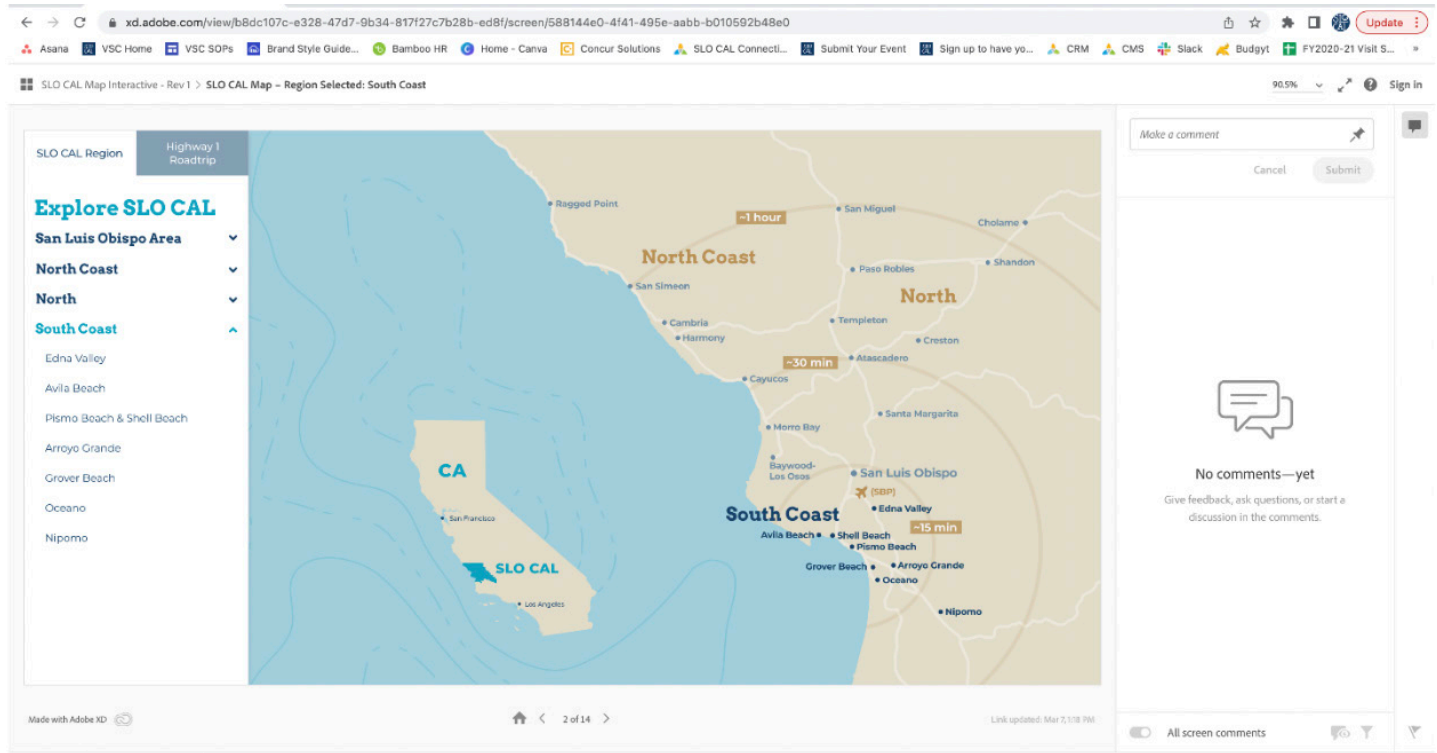 xd.adobe.com/view/b8dc107c-e328-47d7-9b34-817f27c7b28b-ed8f/screen/588144e0-4f41-495e-aabb-b010592b48e0
Update
Asana VSC Home VSC SOPs Brand Style Guide... Bamboo HR Home - Canva Concur Solutions SLO CAL Connecti... Submit Your Event Sign up to have yo... CRM CMS Slack Budgyt FY2020-21 Visit S... »
SLO CAL Map Interactive - Rev 1 > SLO CAL Map – Region Selected: South Coast
90.5%
Sign in
SLO CAL Region
Highway 1
Roadtrip
Explore SLO CAL
San Luis Obispo Area
North Coast
North
South Coast
Edna Valley
Avila Beach
Pismo Beach & Shell Beach
Arroyo Grande
Grover Beach
Oceano
Nipomo
Ragged Point
~1 hour
San Miguel
Cholame
North Coast
Paso Robles
Shandon
San Simeon
North
Cambria
Templeton
Harmony
Creston
~30 min
Atascadero
Cayucos
Santa Margarita
Morro Bay
Baywood-
Los Osos
San Luis Obispo
(SBP)
Edna Valley
South Coast
~15 min
Avila Beach
Shell Beach
Pismo Beach
Grover Beach
Arroyo Grande
Oceano
Nipomo
CA
San Francisco
SLO CAL
Los Angeles
Make a comment
Cancel
Submit
No comments—yet
Give feedback, ask questions, or start a
discussion in the comments.
Made with Adobe XD
2 of 14
Link updated: Mar 7, 1:18 PM
All screen comments